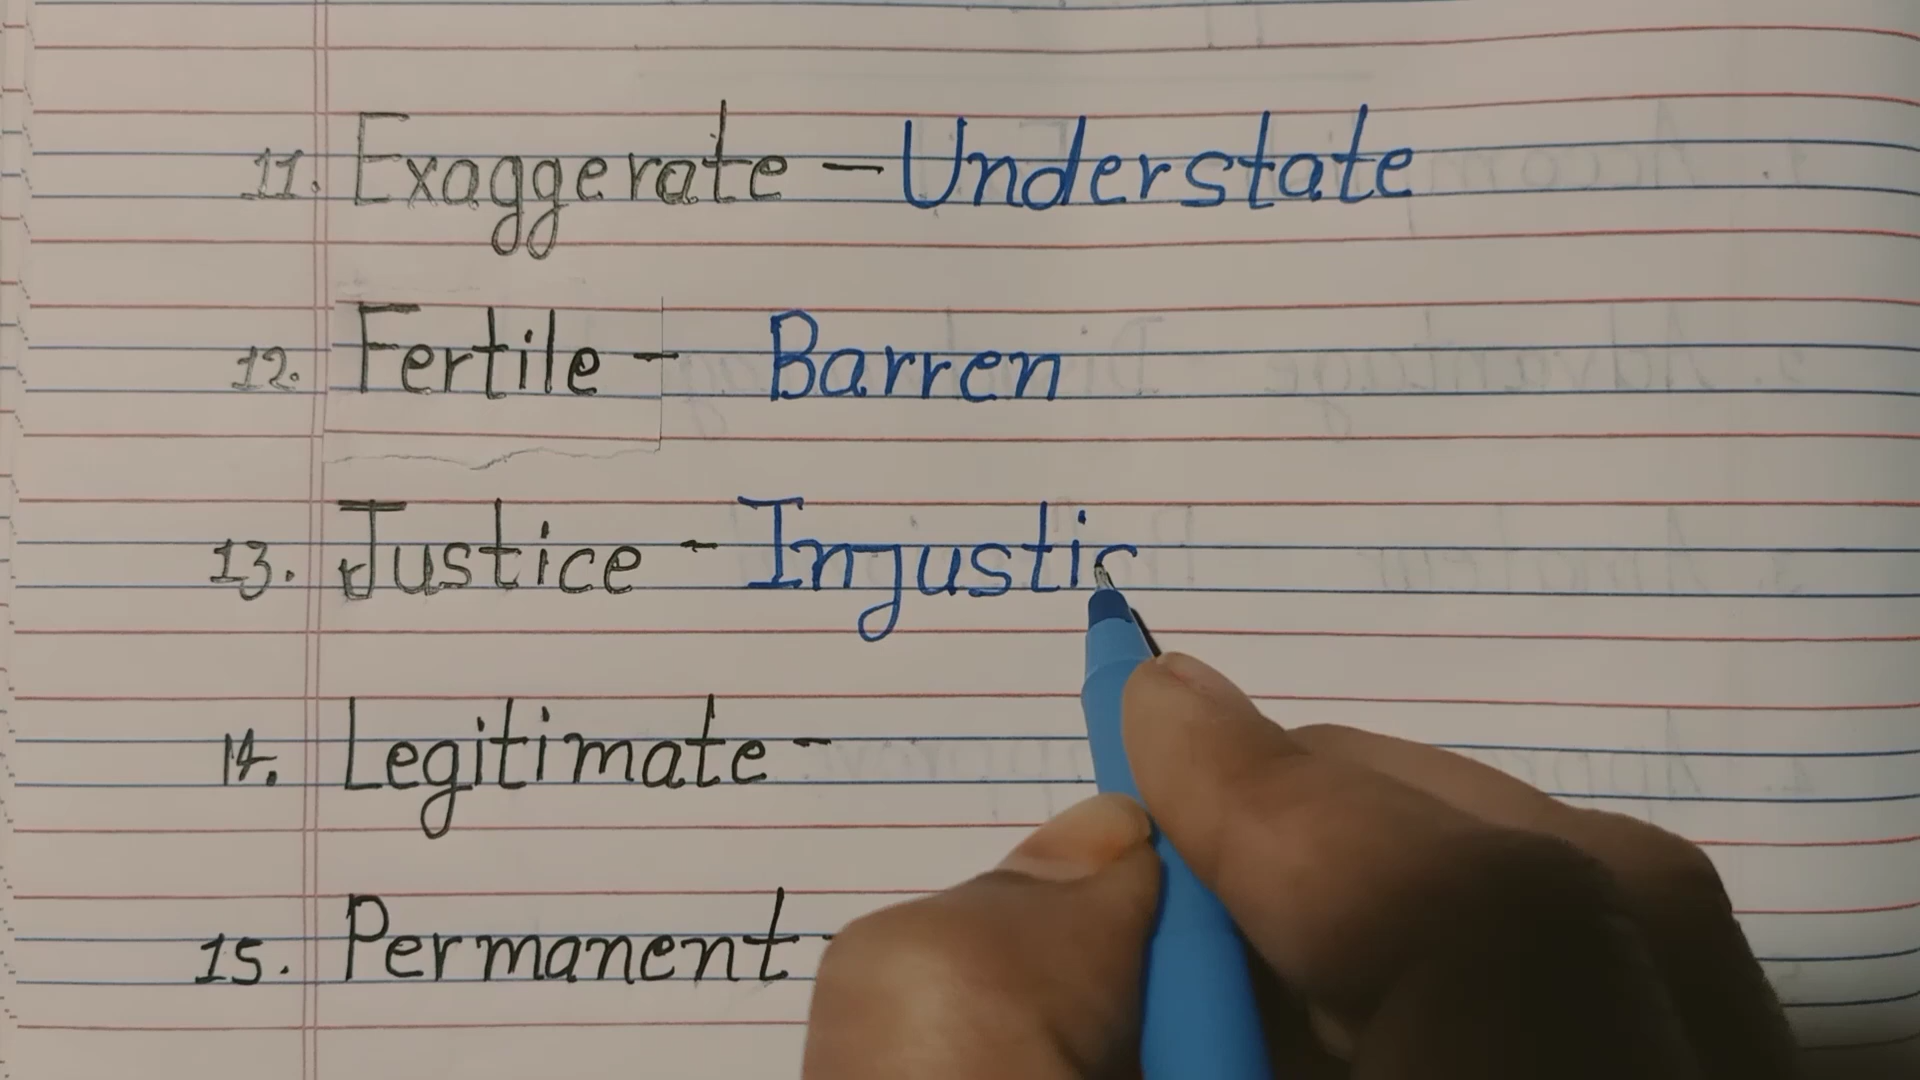 11. Exaggerate - Understate
12. Fertile - Barren
13. Justice - Injustic
14. Legitimate -
15. Permanent -